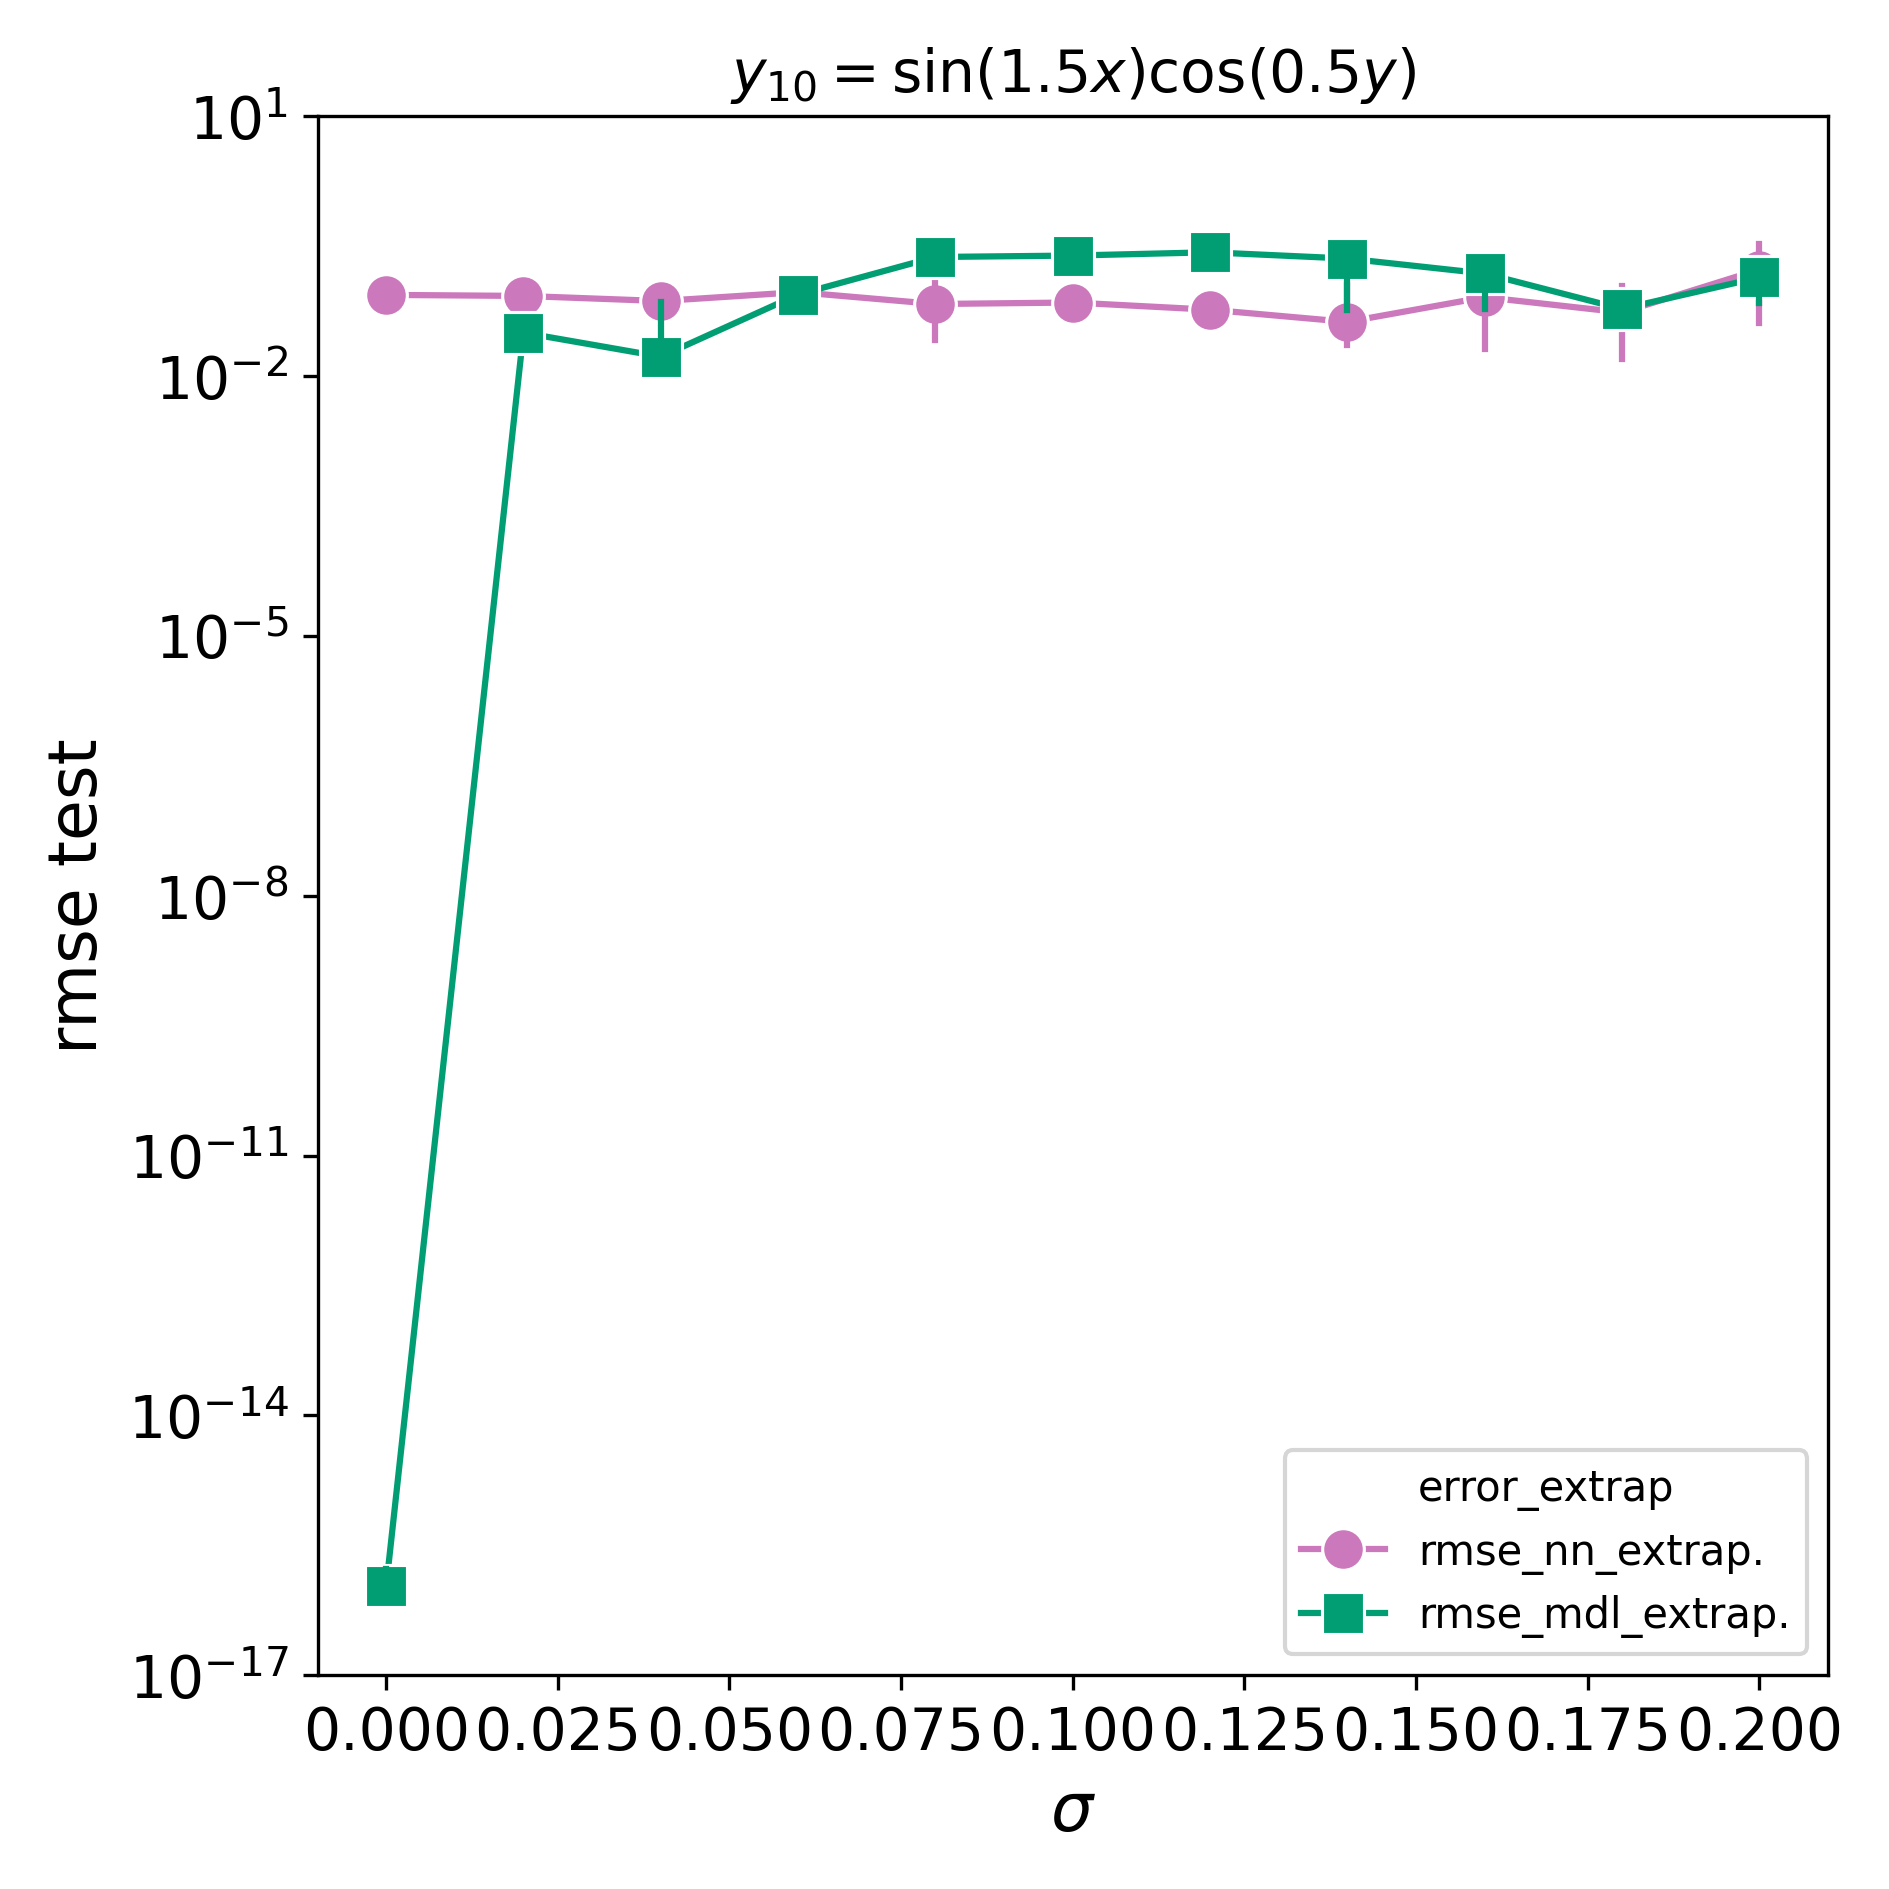 y₁₀ = sin(1.5x)cos(0.5y)
10¹
10⁻²
10⁻⁵
10⁻⁸
10⁻¹¹
10⁻¹⁴
10⁻¹⁷
rmse test
error_extrap
rmse_nn_extrap.
rmse_mdl_extrap.
0.000 0.025 0.050 0.075 0.100 0.125 0.150 0.175 0.200
σ